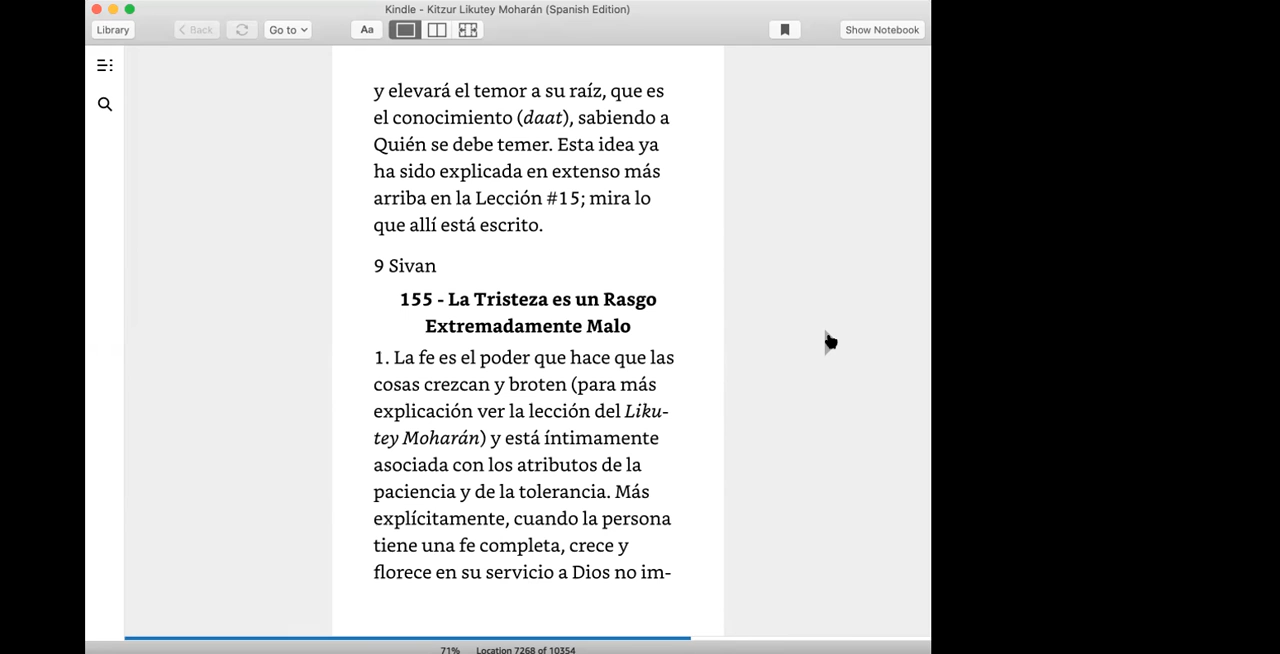 Kindle - Kitzur Likutey Moharán (Spanish Edition)
Library
Back
Go to
Aa
Show Notebook
y elevará el temor a su raíz, que es
el conocimiento (daat), sabiendo a
Quién se debe temer. Esta idea ya
ha sido explicada en extenso más
arriba en la Lección #15; mira lo
que allí está escrito.
9 Sivan
155 - La Tristeza es un Rasgo
Extremadamente Malo
1. La fe es el poder que hace que las
cosas crezcan y broten (para más
explicación ver la lección del Liku-
tey Moharán) y está íntimamente
asociada con los atributos de la
paciencia y de la tolerancia. Más
explícitamente, cuando la persona
tiene una fe completa, crece y
florece en su servicio a Dios no im-
71% Location 7268 of 10354